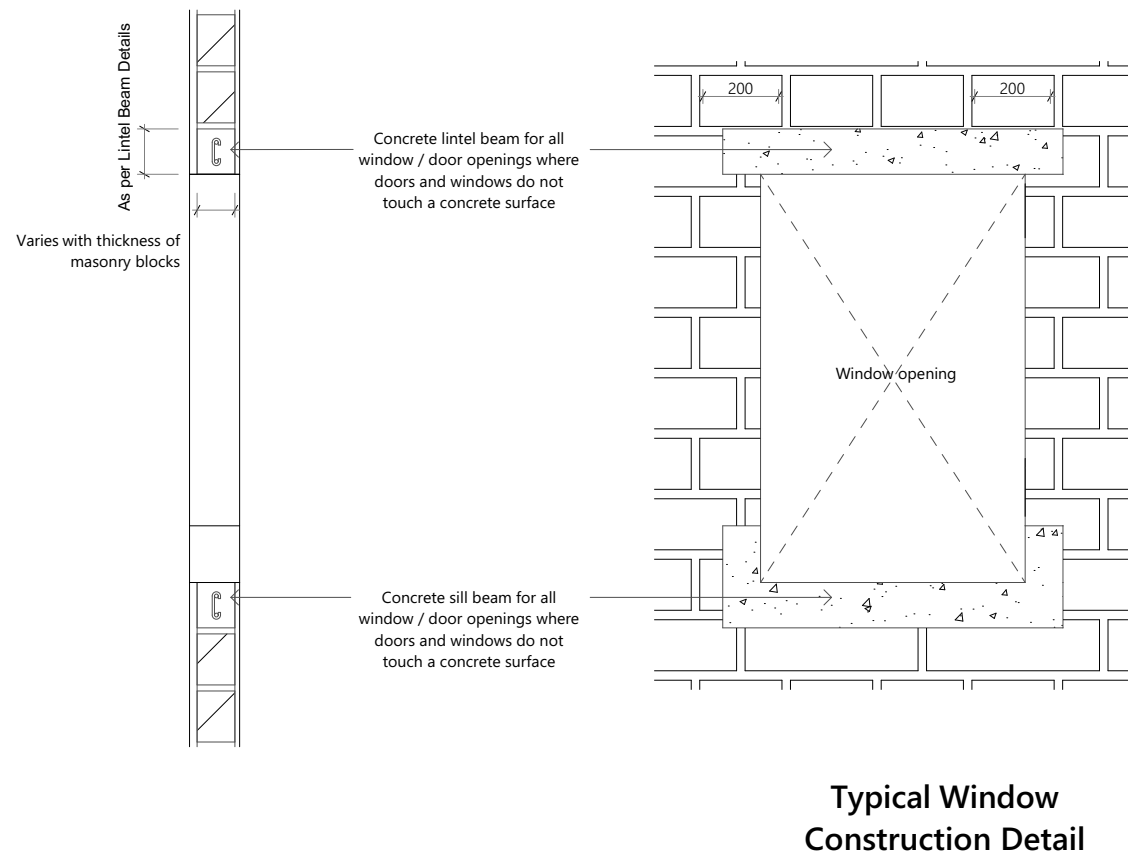 As per Lintel Beam Details
200
200
Concrete lintel beam for all
window / door openings where
doors and windows do not
touch a concrete surface
Varies with thickness of
masonry blocks
Window opening
Concrete sill beam for all
window / door openings where
doors and windows do not
touch a concrete surface
Typical Window
Construction Detail